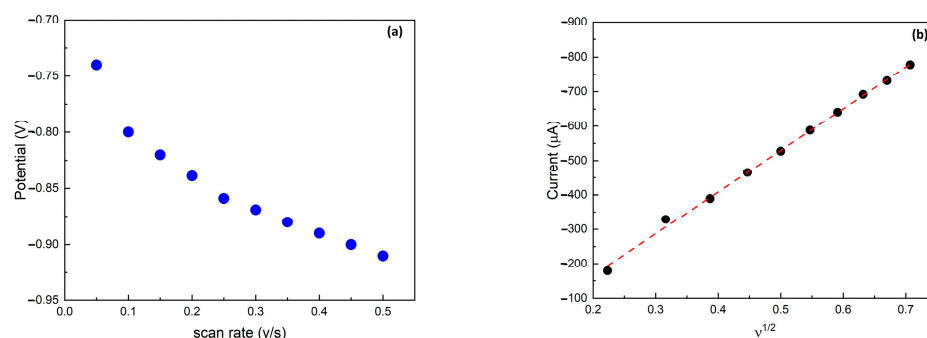 (a)
Potential (V)
−0.70
−0.75
−0.80
−0.85
−0.90
−0.95
0.0 0.1 0.2 0.3 0.4 0.5
scan rate (v/s)
(b)
Current (µA)
−900
−800
−700
−600
−500
−400
−300
−200
−100
0.2 0.3 0.4 0.5 0.6 0.7
ν1/2